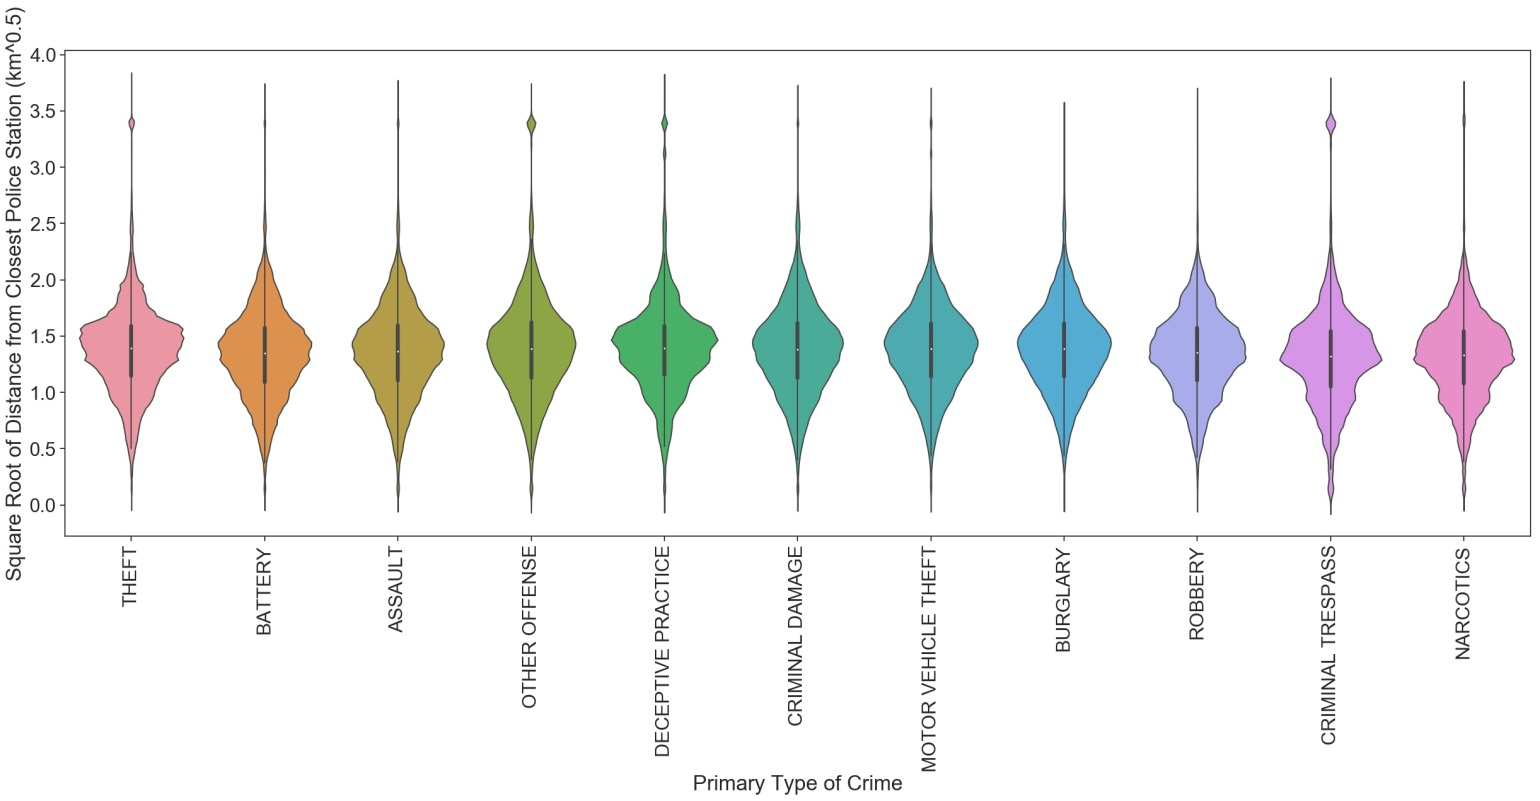 Square Root of Distance from Closest Police Station (km^0.5)
4.0
3.5
3.0
2.5
2.0
1.5
1.0
0.5
0.0
THEFT
BATTERY
ASSAULT
OTHER OFFENSE
DECEPTIVE PRACTICE
CRIMINAL DAMAGE
MOTOR VEHICLE THEFT
BURGLARY
ROBBERY
CRIMINAL TRESPASS
NARCOTICS
Primary Type of Crime